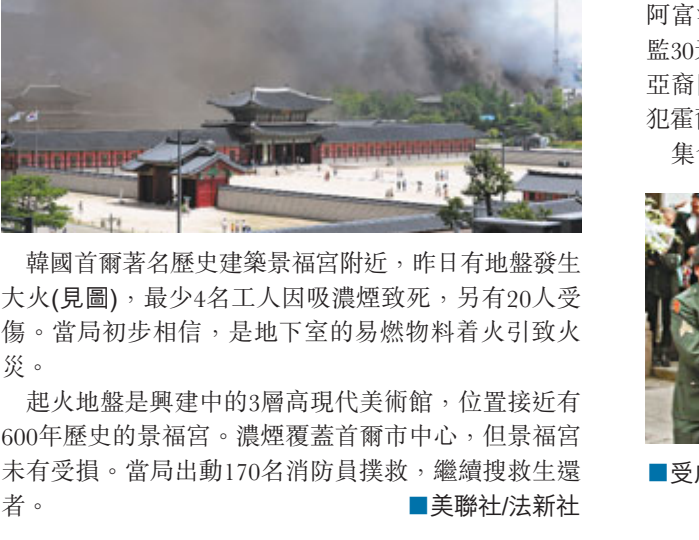 韓國首爾著名歷史建築景福宮附近，昨日有地盤發生
大火(見圖)，最少4名工人因吸濃煙致死，另有20人受
傷。當局初步相信，是地下室的易燃物料着火引致火
災。
起火地盤是興建中的3層高現代美術館，位置接近有
600年歷史的景福宮。濃煙覆蓋首爾市中心，但景福宮
未有受損。當局出動170名消防員撲救，繼續搜救生還
者。 ■美聯社/法新社
阿富
監30
亞裔
犯霍
集
■受